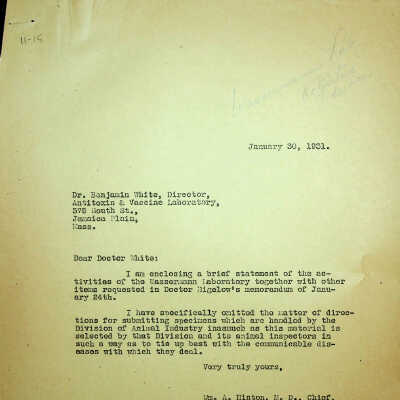 11-15
January 30, 1931.
Dr. Benjamin White, Director,
Antitoxin & Vaccine Laboratory,
375 South St.,
Jamaica Plain,
Mass.
Dear Doctor White:
I am enclosing a brief statement of the ac-
tivities of the Wassermann Laboratory together with other
items requested in Doctor Bigelow's memorandum of Janu-
ary 24th.
I have specifically omitted the matter of direc-
tions for submitting specimens which are handled by the
Division of Animal Industry inasmuch as this material is
selected by that Division and its animal inspectors in
such a way as to tie up best with the communicable dis-
eases with which they deal.
Very truly yours,
Wm. A. Hinton, M. D., Chief.